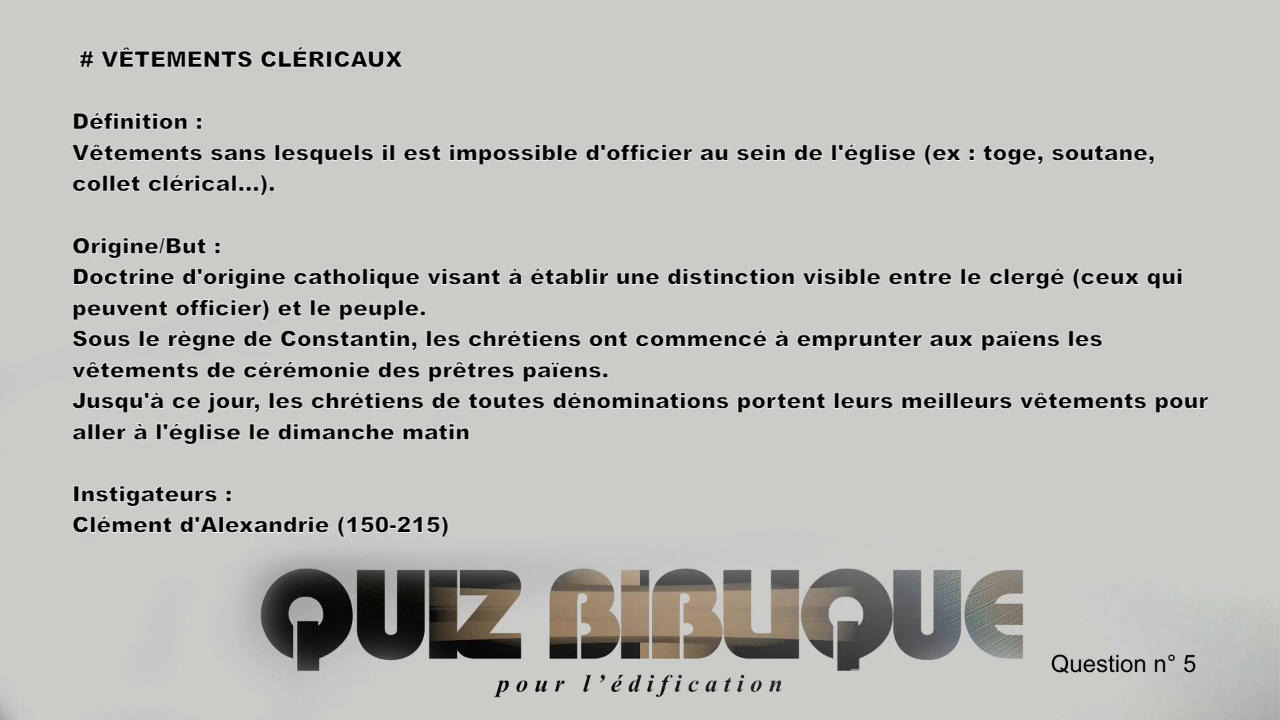 # VÊTEMENTS CLÉRICAUX
Définition :
Vêtements sans lesquels il est impossible d'officier au sein de l'église (ex : toge, soutane,
collet clérical...).
Origine/But :
Doctrine d'origine catholique visant à établir une distinction visible entre le clergé (ceux qui
peuvent officier) et le peuple.
Sous le règne de Constantin, les chrétiens ont commencé à emprunter aux païens les
vêtements de cérémonie des prêtres païens.
Jusqu'à ce jour, les chrétiens de toutes dénominations portent leurs meilleurs vêtements pour
aller à l'église le dimanche matin
Instigateurs :
Clément d'Alexandrie (150-215)
QUIZ BIBLIQUE
pour l'édification
Question n° 5